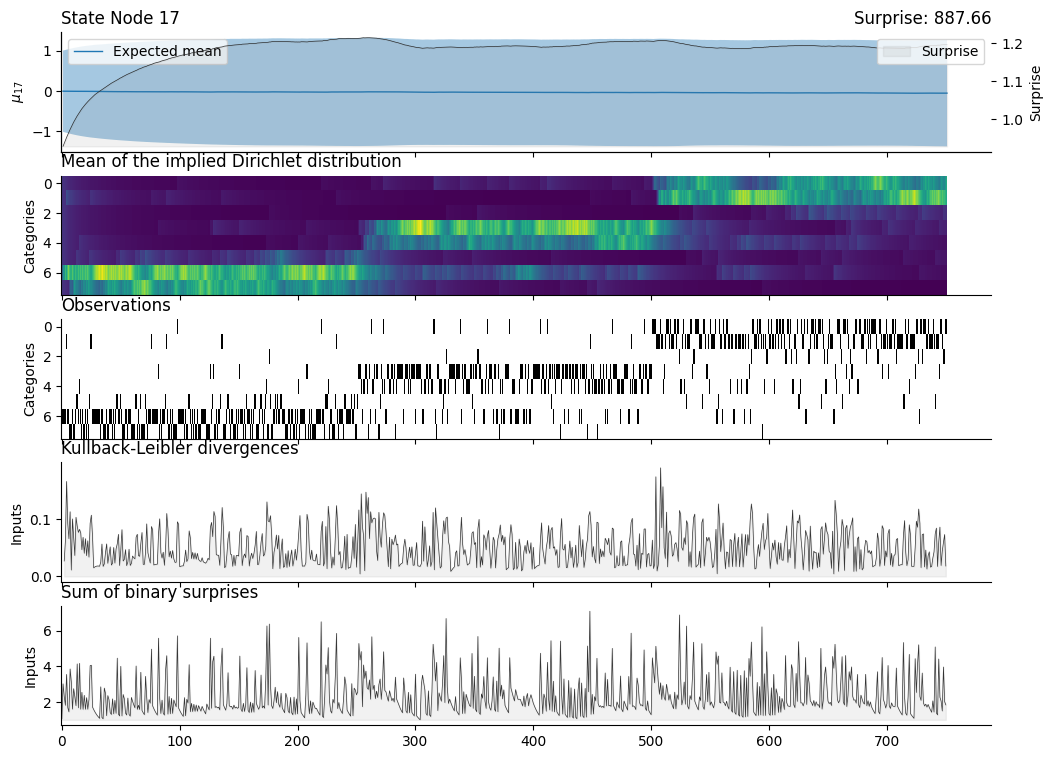 State Node 17
Surprise: 887.66
Expected mean
Surprise
1
0
−1
μ17
1.2
1.1
1.0
Surprise
Mean of the implied Dirichlet distribution
0
2
4
6
Categories
Observations
0
2
4
6
Categories
Kullback-Leibler divergences
0.1
0.0
Inputs
Sum of binary surprises
6
4
2
Inputs
0 100 200 300 400 500 600 700